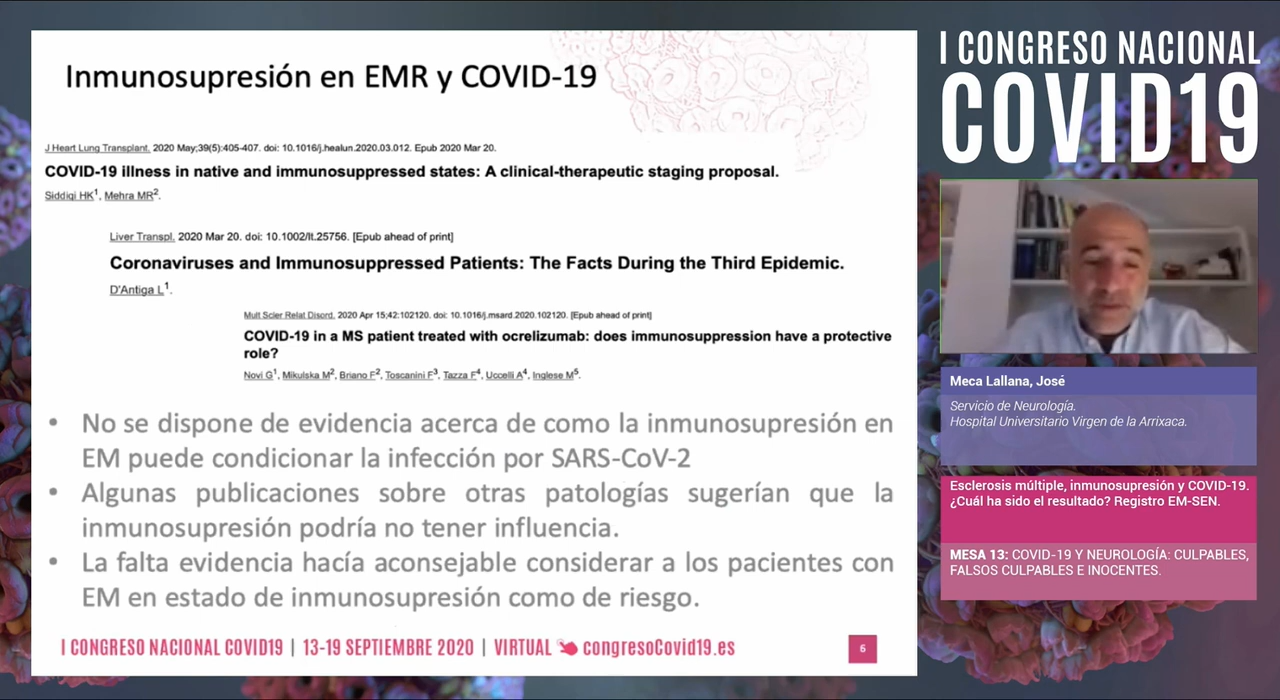 Inmunosupresión en EMR y COVID-19
J Heart Lung Transplant. 2020 May;39(5):405-407. doi: 10.1016/j.healun.2020.03.012. Epub 2020 Mar 20.
COVID-19 illness in native and immunosuppressed states: A clinical-therapeutic staging proposal.
Siddiqi HK1, Mehra MR2.
Liver Transpl. 2020 Mar 20. doi: 10.1002/lt.25756. [Epub ahead of print]
Coronaviruses and Immunosuppressed Patients: The Facts During the Third Epidemic.
D'Antiga L1.
Mult Scler Relat Disord. 2020 Apr 15;42:102120. doi: 10.1016/j.msard.2020.102120. [Epub ahead of print]
COVID-19 in a MS patient treated with ocrelizumab: does immunosuppression have a protective
role?
Novi G1, Mikulska M2, Briano F2, Toscanini F3, Tazza F4, Uccelli A4, Inglese M5.
• No se dispone de evidencia acerca de como la inmunosupresión en
EM puede condicionar la infección por SARS-CoV-2
• Algunas publicaciones sobre otras patologías sugerían que la
inmunosupresión podría no tener influencia.
• La falta evidencia hacía aconsejable considerar a los pacientes con
EM en estado de inmunosupresión como de riesgo.
I CONGRESO NACIONAL COVID19 | 13-19 SEPTIEMBRE 2020 | VIRTUAL congresoCovid19.es
6
I CONGRESO NACIONAL
COVID19
Meca Lallana, José
Servicio de Neurología.
Hospital Universitario Virgen de la Arrixaca.
Esclerosis múltiple, inmunosupresión y COVID-19.
¿Cuál ha sido el resultado? Registro EM-SEN.
MESA 13: COVID-19 Y NEUROLOGÍA: CULPABLES,
FALSOS CULPABLES E INOCENTES.